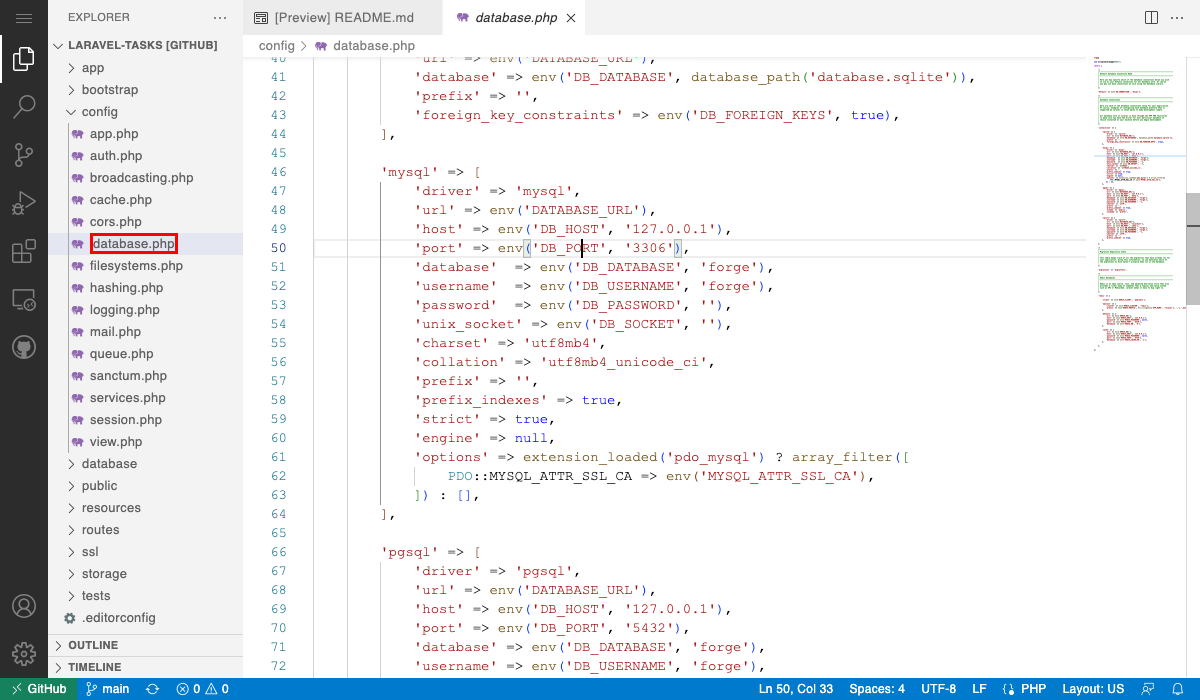 EXPLORER
LARAVEL-TASKS [GITHUB]
app
bootstrap
config
app.php
auth.php
broadcasting.php
cache.php
cors.php
database.php
filesystems.php
hashing.php
logging.php
mail.php
queue.php
sanctum.php
services.php
session.php
view.php
database
public
resources
routes
ssl
storage
tests
.editorconfig
OUTLINE
TIMELINE
[Preview] README.md
database.php
config > database.php
40 'url' => env('DATABASE_URL'),
41 'database' => env('DB_DATABASE', database_path('database.sqlite')),
42 'prefix' => '',
43 'foreign_key_constraints' => env('DB_FOREIGN_KEYS', true),
44 ],
45
46 'mysql' => [
47 'driver' => 'mysql',
48 'url' => env('DATABASE_URL'),
49 'host' => env('DB_HOST', '127.0.0.1'),
50 'port' => env('DB_PORT', '3306'),
51 'database' => env('DB_DATABASE', 'forge'),
52 'username' => env('DB_USERNAME', 'forge'),
53 'password' => env('DB_PASSWORD', ''),
54 'unix_socket' => env('DB_SOCKET', ''),
55 'charset' => 'utf8mb4',
56 'collation' => 'utf8mb4_unicode_ci',
57 'prefix' => '',
58 'prefix_indexes' => true,
59 'strict' => true,
60 'engine' => null,
61 'options' => extension_loaded('pdo_mysql') ? array_filter([
62 PDO::MYSQL_ATTR_SSL_CA => env('MYSQL_ATTR_SSL_CA'),
63 ]) : [],
64 ],
65
66 'pgsql' => [
67 'driver' => 'pgsql',
68 'url' => env('DATABASE_URL'),
69 'host' => env('DB_HOST', '127.0.0.1'),
70 'port' => env('DB_PORT', '5432'),
71 'database' => env('DB_DATABASE', 'forge'),
72 'username' => env('DB_USERNAME', 'forge'),
GitHub main 0 0 Ln 50, Col 33 Spaces: 4 UTF-8 LF PHP Layout: US